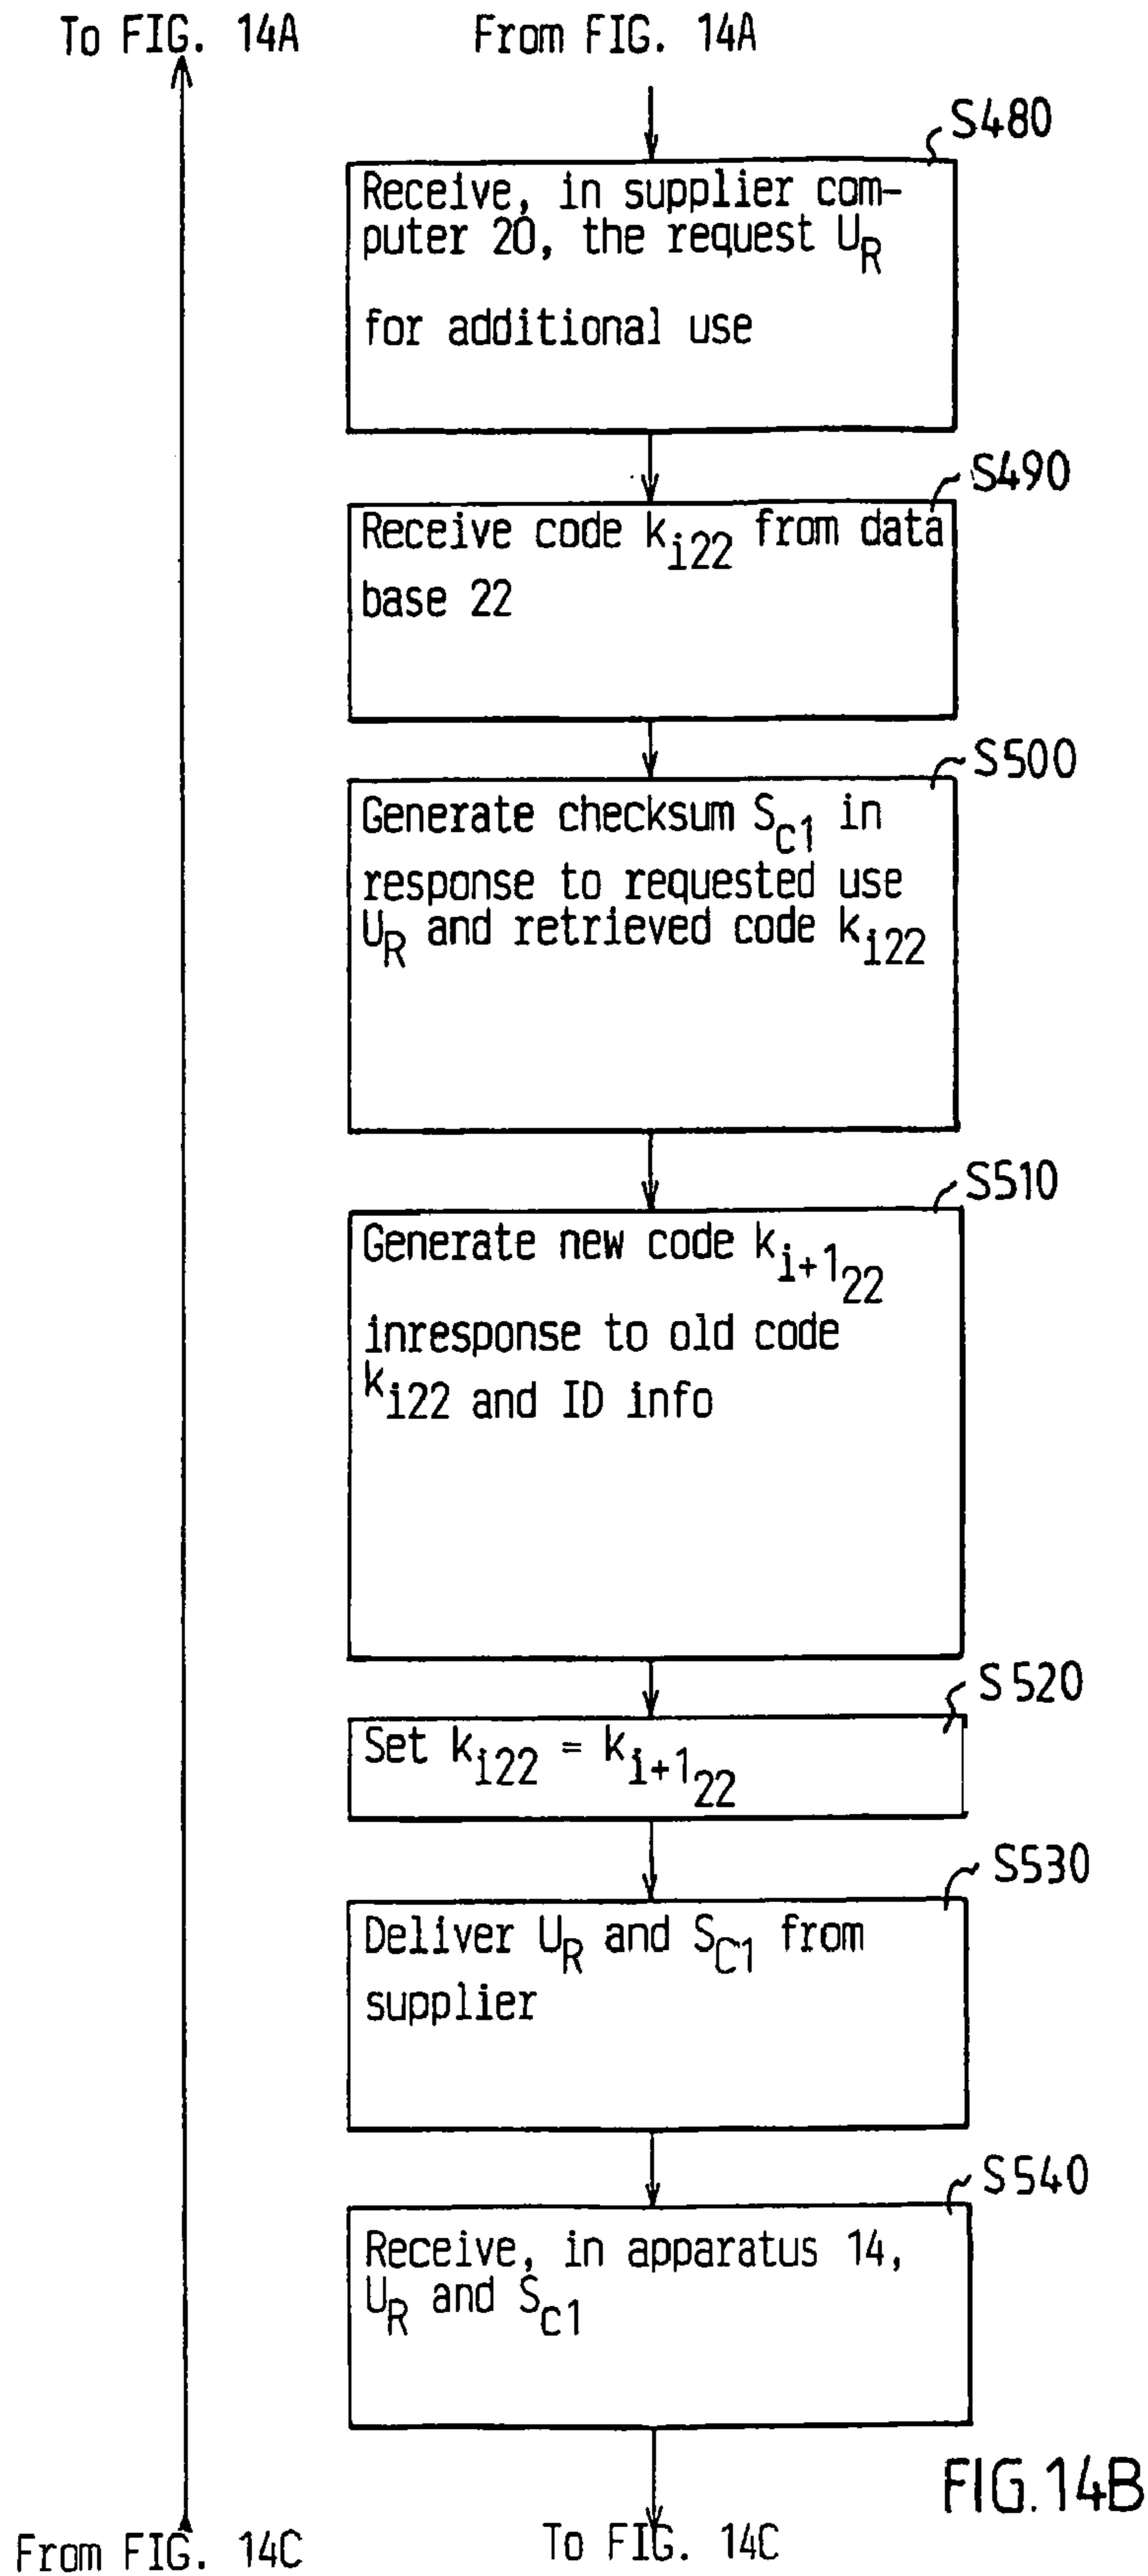 To FIG. 14A
From FIG. 14A
S480
Receive, in supplier com-
puter 20, the request UR
for additional use
S490
Receive code ki22 from data
base 22
S500
Generate checksum Sc1 in
response to requested use
UR and retrieved code ki22
S510
Generate new code ki+122
inresponse to old code
ki22 and ID info
S520
Set ki22 = ki+122
S530
Deliver UR and SC1 from
supplier
S540
Receive, in apparatus 14,
UR and Sc1
FIG.14B
From FIG. 14C
To FIG. 14C